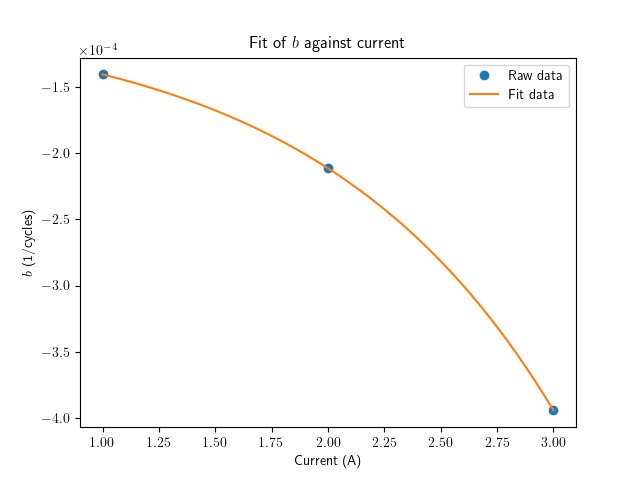 Fit of b against current
×10⁻⁴
Raw data
Fit data
−1.5
−2.0
−2.5
−3.0
−3.5
−4.0
b (1/cycles)
1.00 1.25 1.50 1.75 2.00 2.25 2.50 2.75 3.00
Current (A)